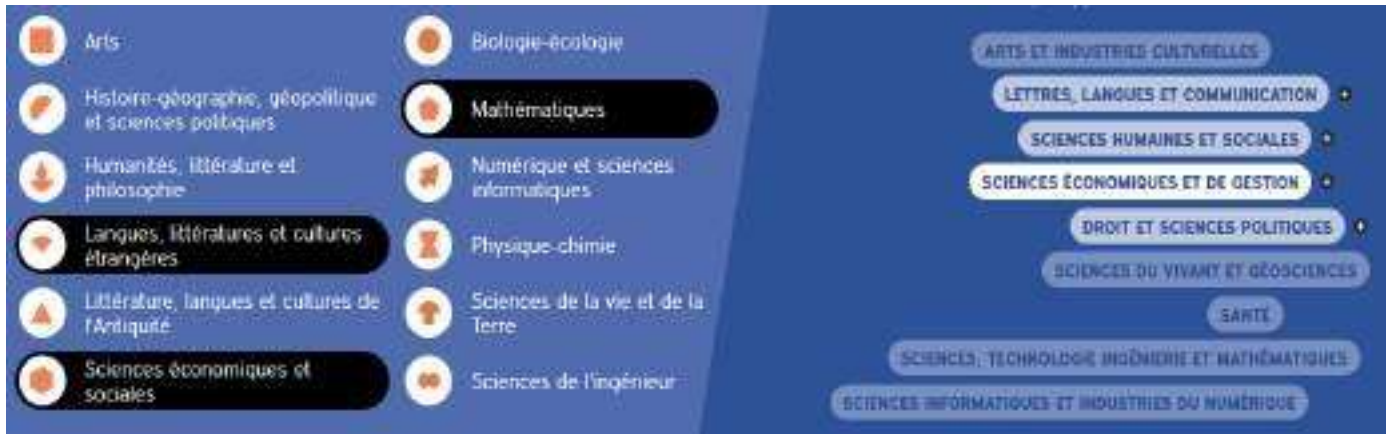 Arts
Histoire-géographie, géopolitique
et sciences politiques
Humanités, littérature et
philosophie
Langues, littératures et cultures
étrangères
Littérature, langues et cultures de
l'Antiquité
Sciences économiques et
sociales
Biologie-écologie
Mathématiques
Numérique et sciences
informatiques
Physique-chimie
Sciences de la vie et de la
Terre
Sciences de l'ingénieur
ARTS ET INDUSTRIES CULTURELLES
LETTRES, LANGUES ET COMMUNICATION
SCIENCES HUMAINES ET SOCIALES
SCIENCES ÉCONOMIQUES ET DE GESTION
DROIT ET SCIENCES POLITIQUES
SCIENCES DU VIVANT ET GÉOSCIENCES
SANTÉ
SCIENCES, TECHNOLOGIE INGÉNIERIE ET MATHÉMATIQUES
SCIENCES INFORMATIQUES ET INDUSTRIES DU NUMÉRIQUE